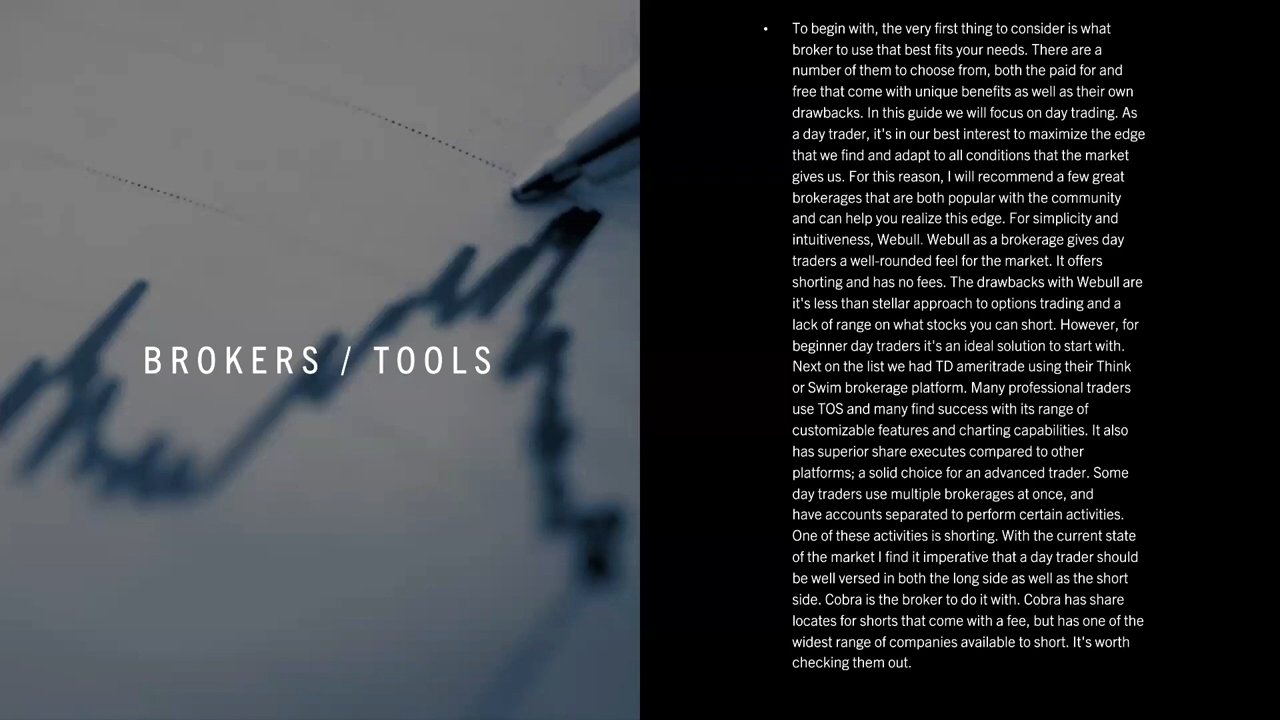 BROKERS / TOOLS
• To begin with, the very first thing to consider is what
broker to use that best fits your needs. There are a
number of them to choose from, both the paid for and
free that come with unique benefits as well as their own
drawbacks. In this guide we will focus on day trading. As
a day trader, it's in our best interest to maximize the edge
that we find and adapt to all conditions that the market
gives us. For this reason, I will recommend a few great
brokerages that are both popular with the community
and can help you realize this edge. For simplicity and
intuitiveness, Webull. Webull as a brokerage gives day
traders a well-rounded feel for the market. It offers
shorting and has no fees. The drawbacks with Webull are
it's less than stellar approach to options trading and a
lack of range on what stocks you can short. However, for
beginner day traders it's an ideal solution to start with.
Next on the list we had TD ameritrade using their Think
or Swim brokerage platform. Many professional traders
use TOS and many find success with its range of
customizable features and charting capabilities. It also
has superior share executes compared to other
platforms; a solid choice for an advanced trader. Some
day traders use multiple brokerages at once, and
have accounts separated to perform certain activities.
One of these activities is shorting. With the current state
of the market I find it imperative that a day trader should
be well versed in both the long side as well as the short
side. Cobra is the broker to do it with. Cobra has share
locates for shorts that come with a fee, but has one of the
widest range of companies available to short. It's worth
checking them out.